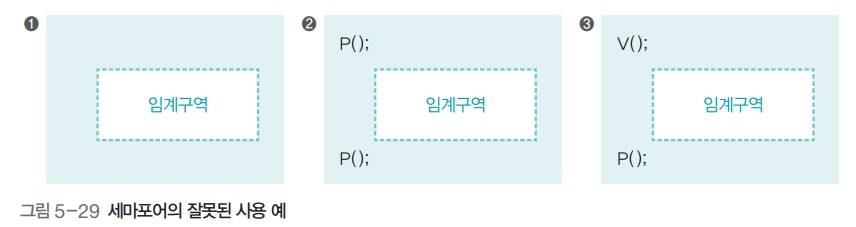 ❶ ❷ ❸
P(); V();
임계구역 임계구역 임계구역
P(); P();
그림 5-29 세마포어의 잘못된 사용 예